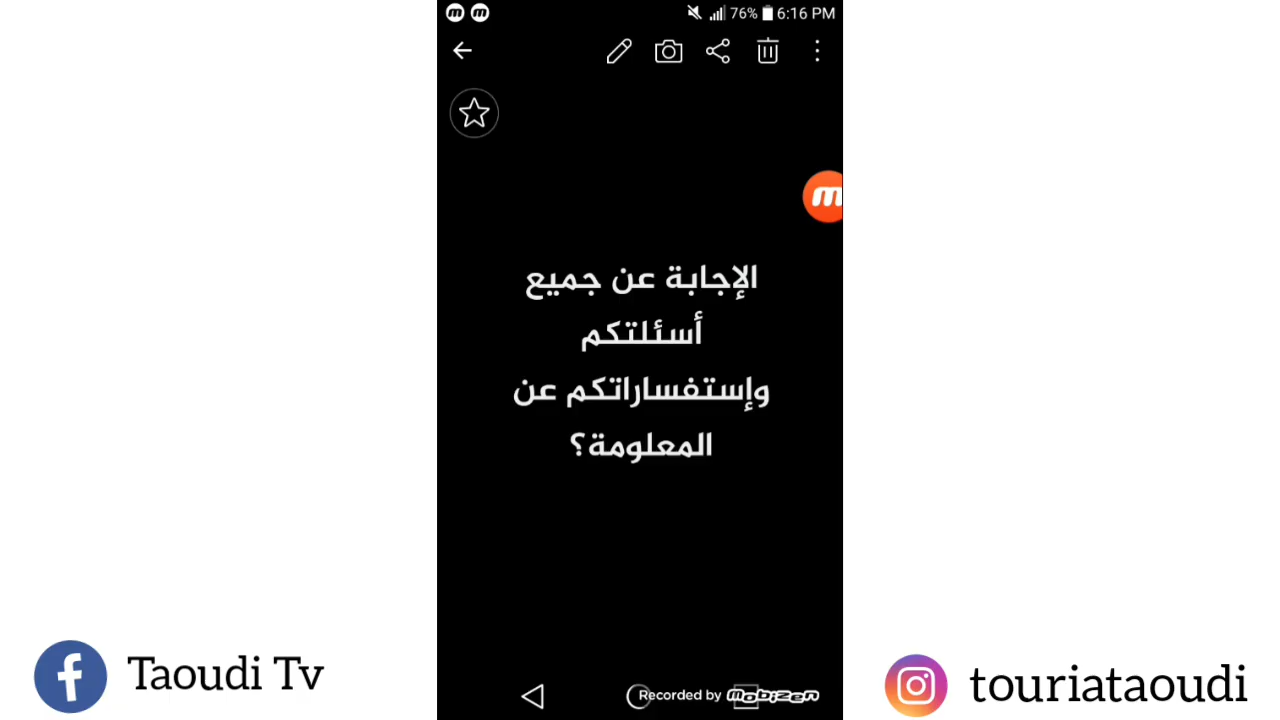 76% 6:16 PM
الإجابة عن جميع
أسئلتكم
وإستفساراتكم عن
المعلومة؟
Recorded by Mobizen
Taoudi Tv
touriataoudi